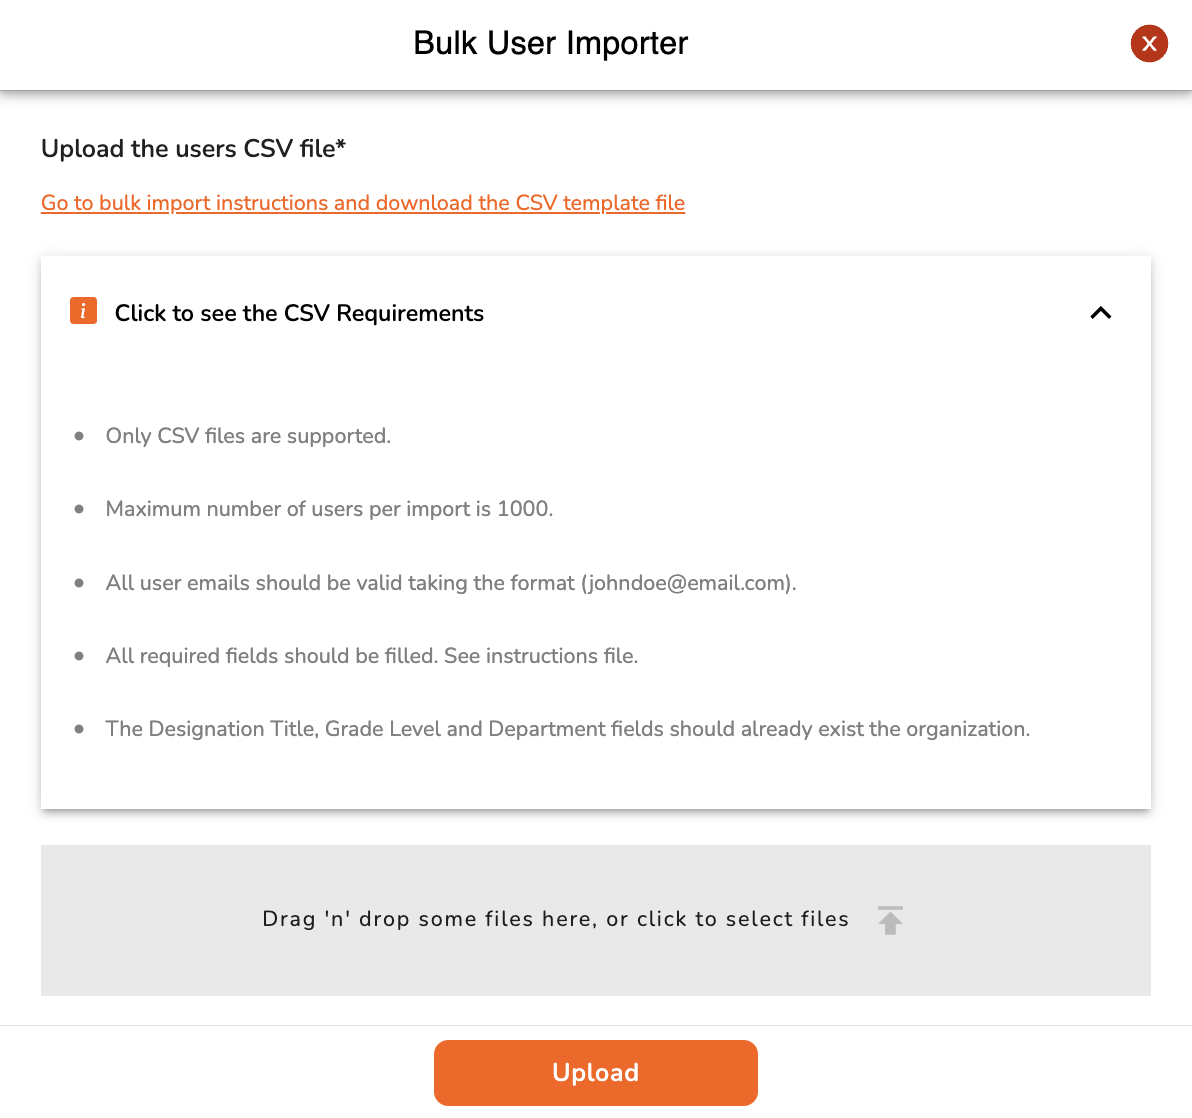 Bulk User Importer
X
Upload the users CSV file*
Go to bulk import instructions and download the CSV template file
i
Click to see the CSV Requirements
Only CSV files are supported.
Maximum number of users per import is 1000.
All user emails should be valid taking the format (johndoe@email.com).
All required fields should be filled. See instructions file.
The Designation Title, Grade Level and Department fields should already exist the organization.
Drag 'n' drop some files here, or click to select files
Upload